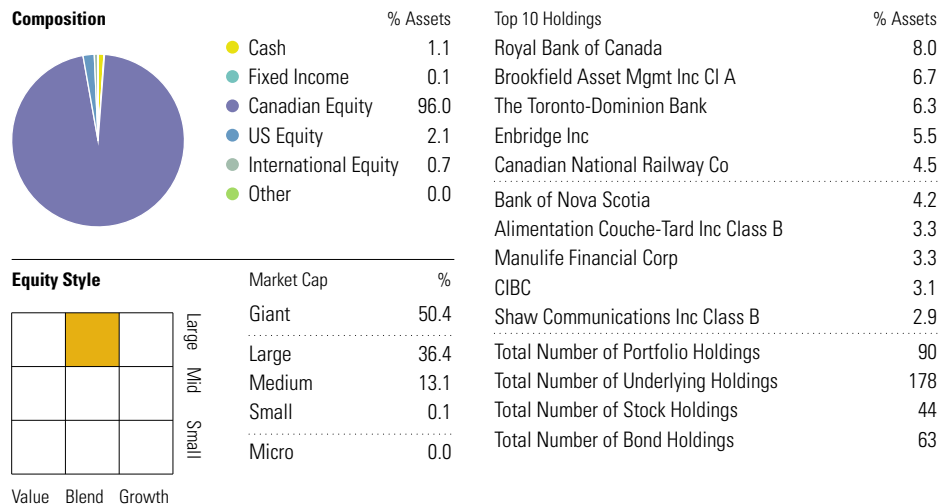 Composition % Assets
Cash 1.1
Fixed Income 0.1
Canadian Equity 96.0
US Equity 2.1
International Equity 0.7
Other 0.0
Equity Style
Large
Mid
Small
Value Blend Growth
Market Cap %
Giant 50.4
Large 36.4
Medium 13.1
Small 0.1
Micro 0.0
Top 10 Holdings % Assets
Royal Bank of Canada 8.0
Brookfield Asset Mgmt Inc Cl A 6.7
The Toronto-Dominion Bank 6.3
Enbridge Inc 5.5
Canadian National Railway Co 4.5
Bank of Nova Scotia 4.2
Alimentation Couche-Tard Inc Class B 3.3
Manulife Financial Corp 3.3
CIBC 3.1
Shaw Communications Inc Class B 2.9
Total Number of Portfolio Holdings 90
Total Number of Underlying Holdings 178
Total Number of Stock Holdings 44
Total Number of Bond Holdings 63